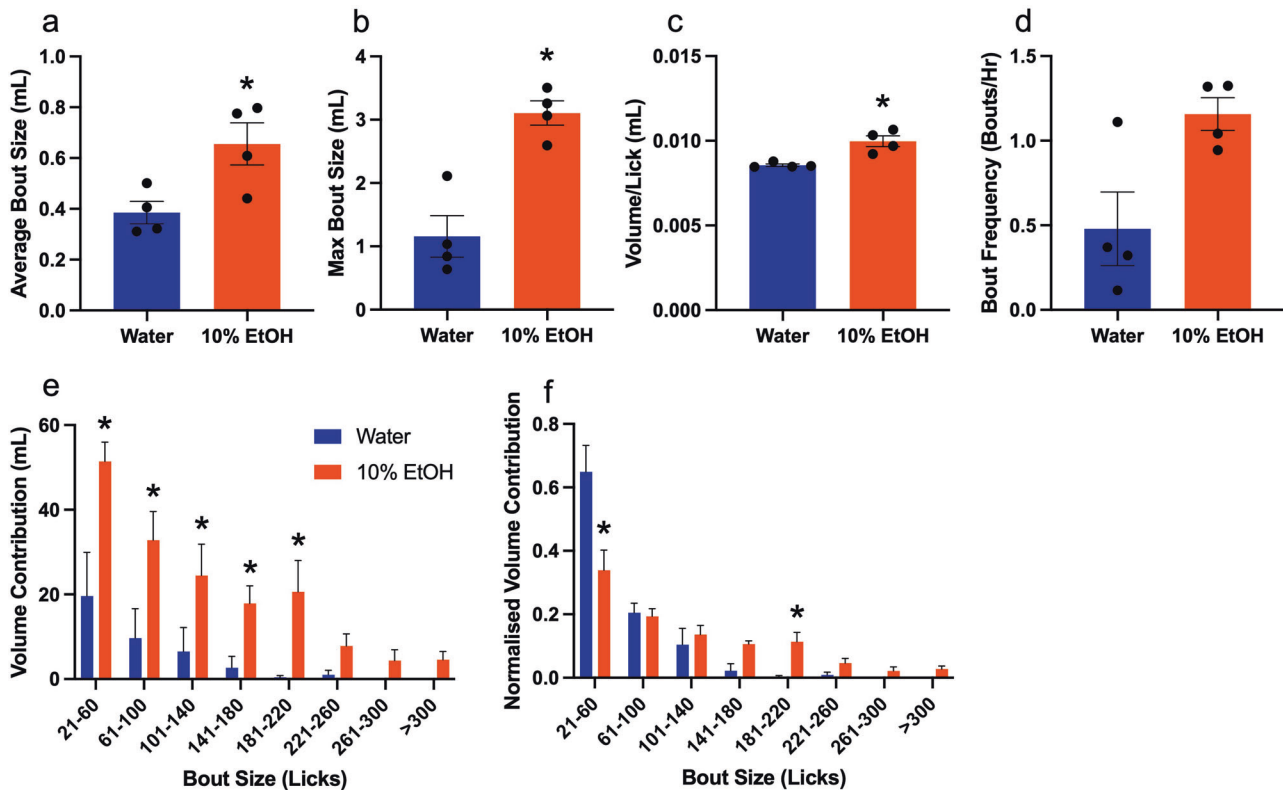 a
Average Bout Size (mL)
1.0
0.8
0.6
0.4
0.2
0.0
*
Water
10% EtOH
b
Max Bout Size (mL)
4
3
2
1
0
*
Water
10% EtOH
c
Volume/Lick (mL)
0.015
0.010
0.005
0.000
*
Water
10% EtOH
d
Bout Frequency (Bouts/Hr)
1.5
1.0
0.5
0.0
Water
10% EtOH
e
Volume Contribution (mL)
60
40
20
0
* * * * *
Water
10% EtOH
21-60
61-100
101-140
141-180
181-220
221-260
261-300
>300
Bout Size (Licks)
f
Normalised Volume Contribution
0.8
0.6
0.4
0.2
0.0
* *
21-60
61-100
101-140
141-180
181-220
221-260
261-300
>300
Bout Size (Licks)